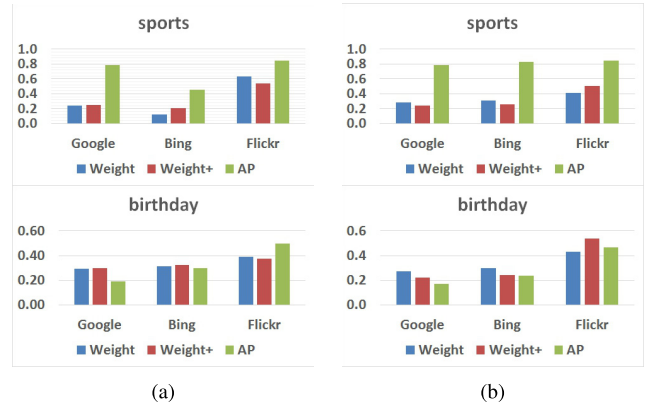 sports
1.0
0.8
0.6
0.4
0.2
0.0
Google Bing Flickr
Weight Weight+ AP
birthday
0.60
0.40
0.20
0.00
Google Bing Flickr
Weight Weight+ AP
(a)
sports
1.0
0.8
0.6
0.4
0.2
0.0
Google Bing Flickr
Weight Weight+ AP
birthday
0.6
0.4
0.2
0.0
Google Bing Flickr
Weight Weight+ AP
(b)